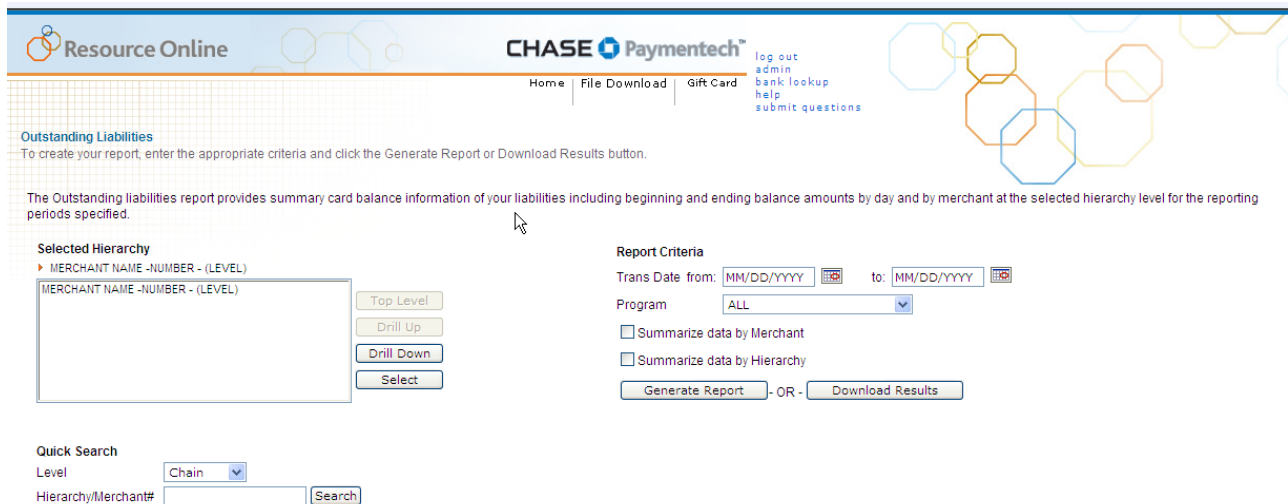 Resource Online
CHASE Paymentech™
log out
admin
bank lookup
help
submit questions
Home | File Download | Gift Card
Outstanding Liabilities
To create your report, enter the appropriate criteria and click the Generate Report or Download Results button.
The Outstanding liabilities report provides summary card balance information of your liabilities including beginning and ending balance amounts by day and by merchant at the selected hierarchy level for the reporting
periods specified.
Selected Hierarchy
MERCHANT NAME -NUMBER - (LEVEL)
MERCHANT NAME -NUMBER - (LEVEL)
Top Level
Drill Up
Drill Down
Select
Report Criteria
Trans Date from: MM/DD/YYYY to: MM/DD/YYYY
Program ALL
Summarize data by Merchant
Summarize data by Hierarchy
Generate Report - OR - Download Results
Quick Search
Level Chain
Hierarchy/Merchant# Search